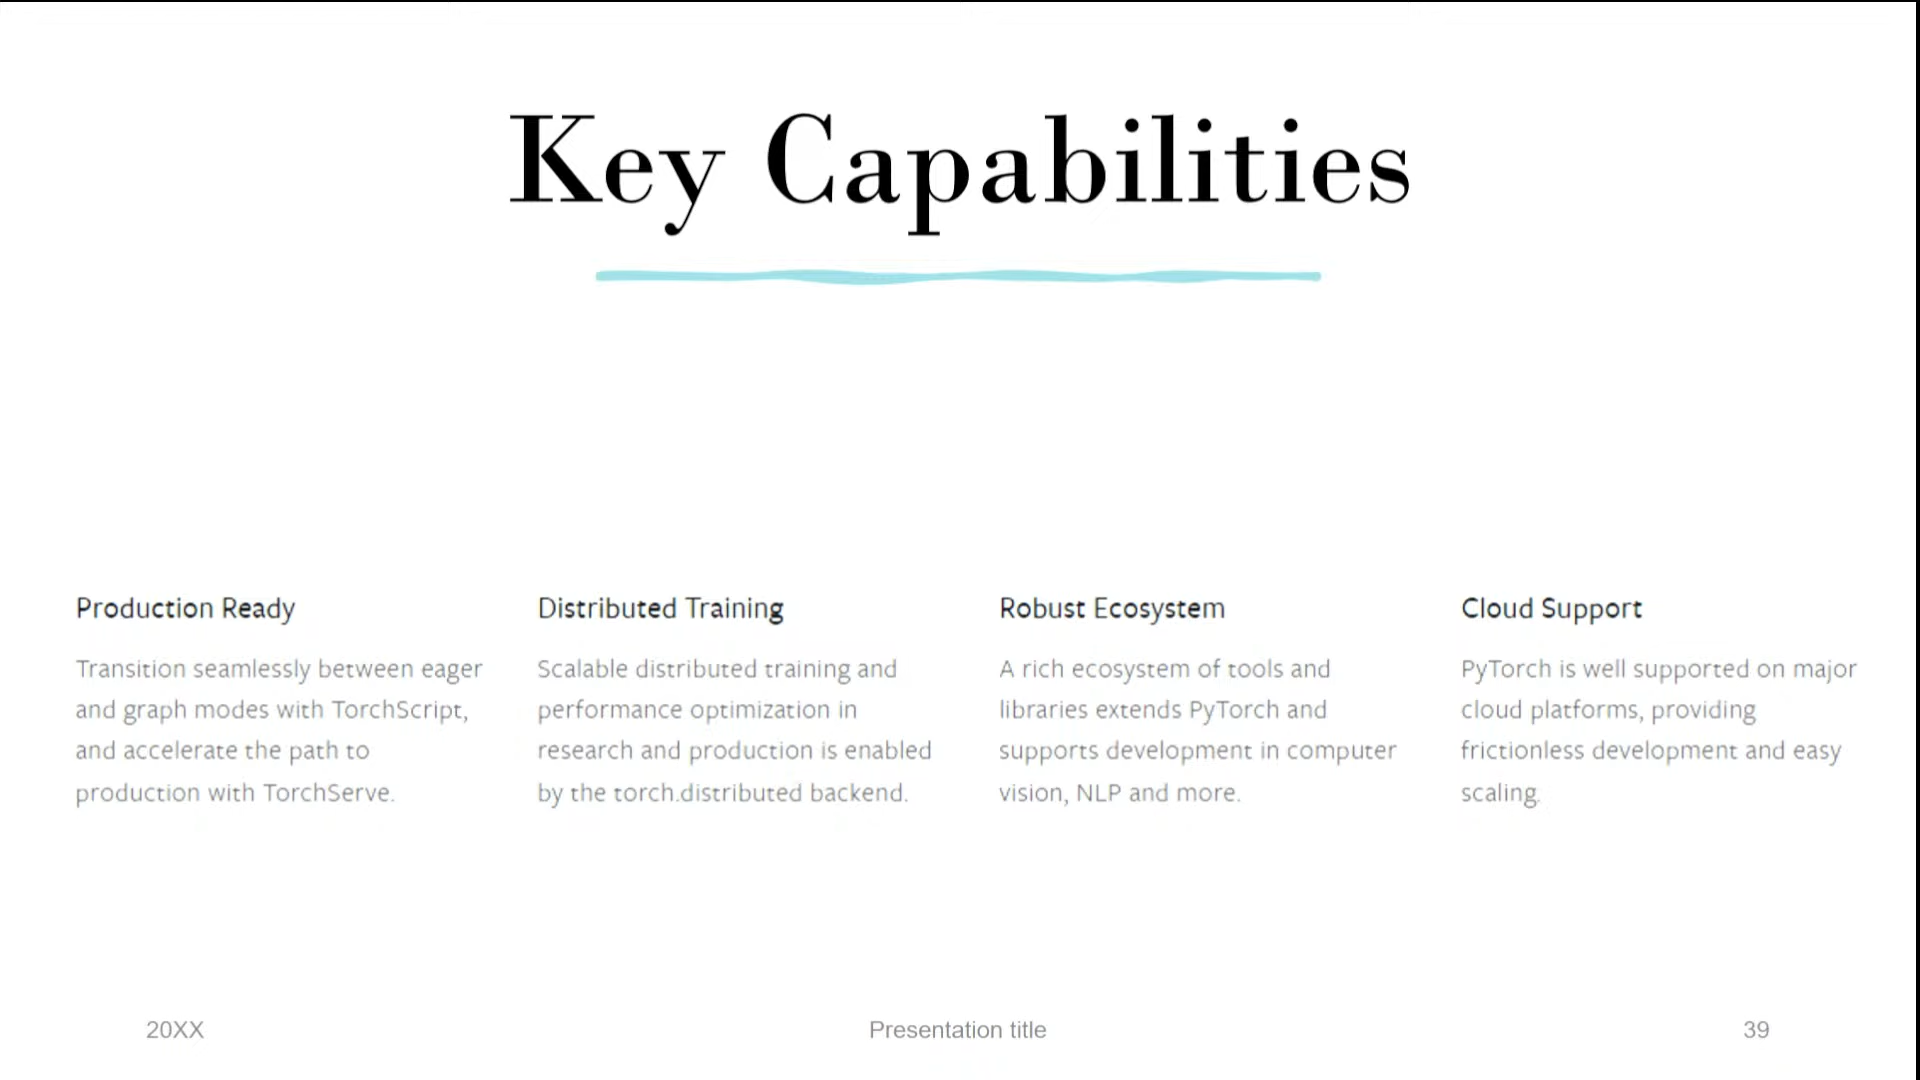 Key Capabilities
Production Ready
Transition seamlessly between eager
and graph modes with TorchScript,
and accelerate the path to
production with TorchServe.
Distributed Training
Scalable distributed training and
performance optimization in
research and production is enabled
by the torch.distributed backend.
Robust Ecosystem
A rich ecosystem of tools and
libraries extends PyTorch and
supports development in computer
vision, NLP and more.
Cloud Support
PyTorch is well supported on major
cloud platforms, providing
frictionless development and easy
scaling.
20XX
Presentation title
39